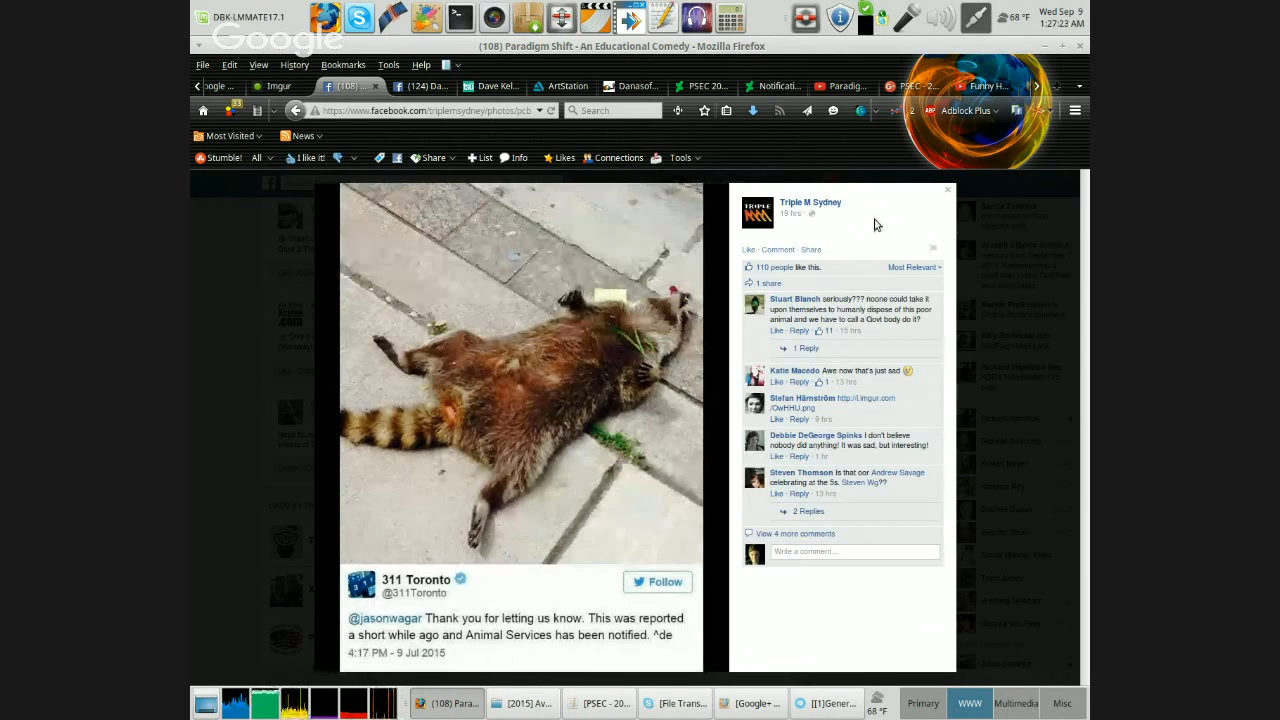 DBK-LMMATE17.1
Google
68 °F
Wed Sep 9
1:27:23 AM
(108) Paradigm Shift - An Educational Comedy - Mozilla Firefox
File Edit View History Bookmarks Tools Help
oogle ...
Imgur
(108) ...
(124) Da...
Dave Kel...
ArtStation
Danasof...
PSEC 20...
Notificati...
Paradig...
PSEC - 2...
Funny H...
33
https://www.facebook.com/triplemsydney/photos/pcb
Search
2
ABP
Adblock Plus
Most Visited
News
Stumble! All I like it! Share List Info Likes Connections Tools
TRIPLE
Triple M Sydney
19 hrs
Like · Comment · Share
110 people like this.
Most Relevant
1 share
Stuart Blanch seriously??? noone could take it
upon themselves to humanly dispose of this poor
animal and we have to call a Govt body do it?
Like · Reply · 11 · 15 hrs
1 Reply
Katie Macedo Awe now that's just sad
Like · Reply · 1 · 13 hrs
Stefan Härnström http://i.imgur.com
/OwHHU.png
Like · Reply · 9 hrs
Debbie DeGeorge Spinks I don't believe
nobody did anything! It was sad, but interesting!
Like · Reply · 1 hr
Steven Thomson Is that oor Andrew Savage
celebrating at the 5s. Steven Wg??
Like · Reply · 13 hrs
2 Replies
View 4 more comments
Write a comment...
311 Toronto
@311Toronto
Follow
@jasonwagar Thank you for letting us know. This was reported
a short while ago and Animal Services has been notified. ^de
4:17 PM - 9 Jul 2015
(108) Para...
[2015] Av...
[PSEC - 20...
[File Trans...
[Google+ ...
[[1]Gener...
68 °F
Primary
WWW
Multimedia
Misc